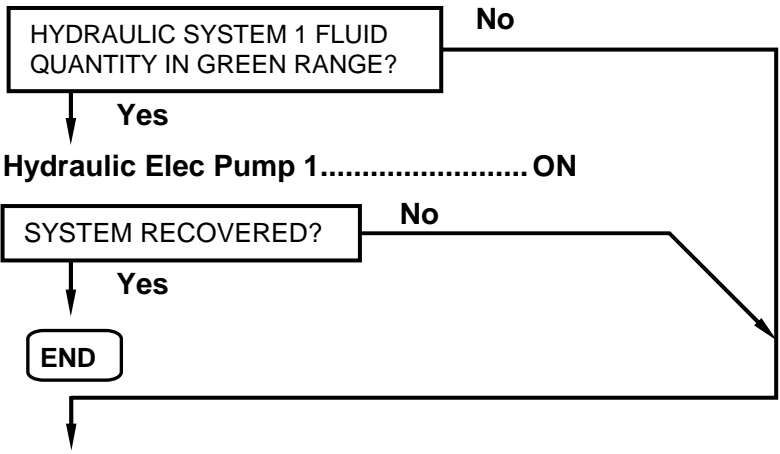 HYDRAULIC SYSTEM 1 FLUID
QUANTITY IN GREEN RANGE?
No
Yes
Hydraulic Elec Pump 1......................... ON
SYSTEM RECOVERED?
No
Yes
END